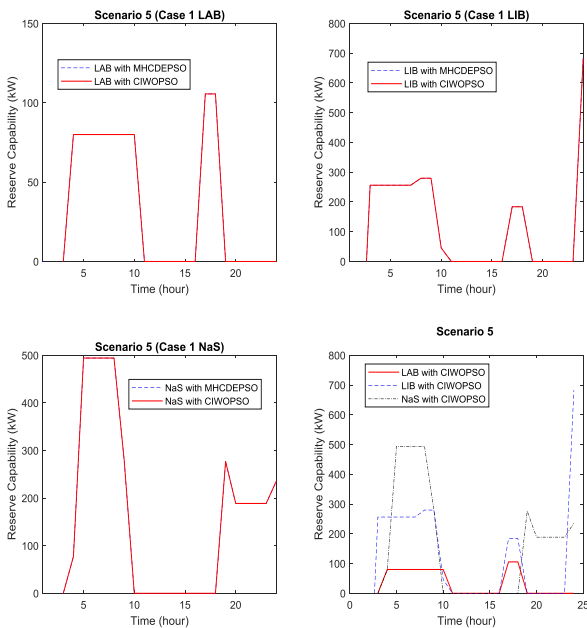 Scenario 5 (Case 1 LAB)
150
100
50
0
Reserve Capability (kW)
LAB with MHCDEPSO
LAB with CIWOPSO
5 10 15 20
Time (hour)
Scenario 5 (Case 1 LIB)
800
700
600
500
400
300
200
100
0
Reserve Capability (kW)
LIB with MHCDEPSO
LIB with CIWOPSO
5 10 15 20
Time (hour)
Scenario 5 (Case 1 NaS)
500
400
300
200
100
0
Reserve Capability (kW)
NaS with MHCDEPSO
NaS with CIWOPSO
5 10 15 20
Time (hour)
Scenario 5
800
700
600
500
400
300
200
100
0
Reserve Capability (kW)
LAB with CIWOPSO
LIB with CIWOPSO
NaS with CIWOPSO
0 5 10 15 20 25
Time (hour)